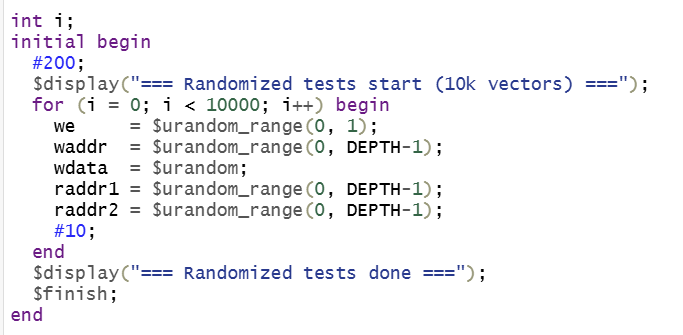 int i;
initial begin
  #200;
  $display("=== Randomized tests start (10k vectors) ===");
  for (i = 0; i < 10000; i++) begin
    we     = $urandom_range(0, 1);
    waddr  = $urandom_range(0, DEPTH-1);
    wdata  = $urandom;
    raddr1 = $urandom_range(0, DEPTH-1);
    raddr2 = $urandom_range(0, DEPTH-1);
    #10;
  end
  $display("=== Randomized tests done ===");
  $finish;
end